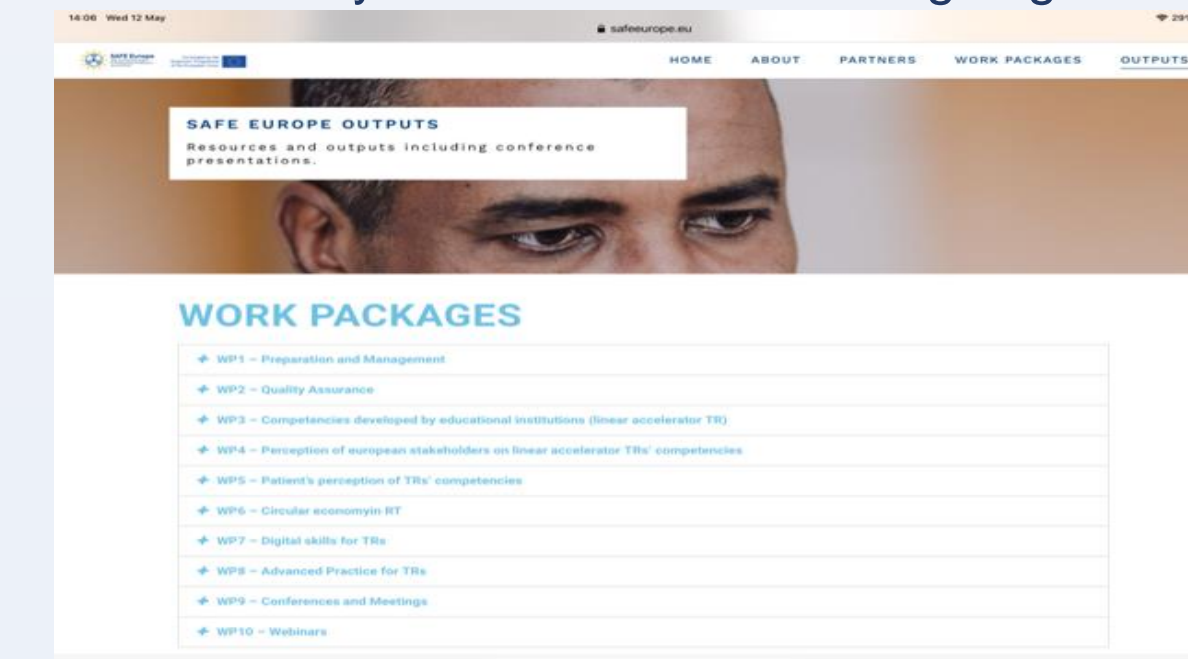 14:06 Wed 12 May
safeeurope.eu
SAFE Europe
HOME ABOUT PARTNERS WORK PACKAGES OUTPUTS
SAFE EUROPE OUTPUTS
Resources and outputs including conference
presentations.
WORK PACKAGES
WP1 – Preparation and Management
WP2 – Quality Assurance
WP3 – Competencies developed by educational institutions (linear accelerator TR)
WP4 – Perception of european stakeholders on linear accelerator TRs' competencies
WP5 – Patient's perception of TRs' competencies
WP6 – Circular economyin RT
WP7 – Digital skills for TRs
WP8 – Advanced Practice for TRs
WP9 – Conferences and Meetings
WP10 – Webinars